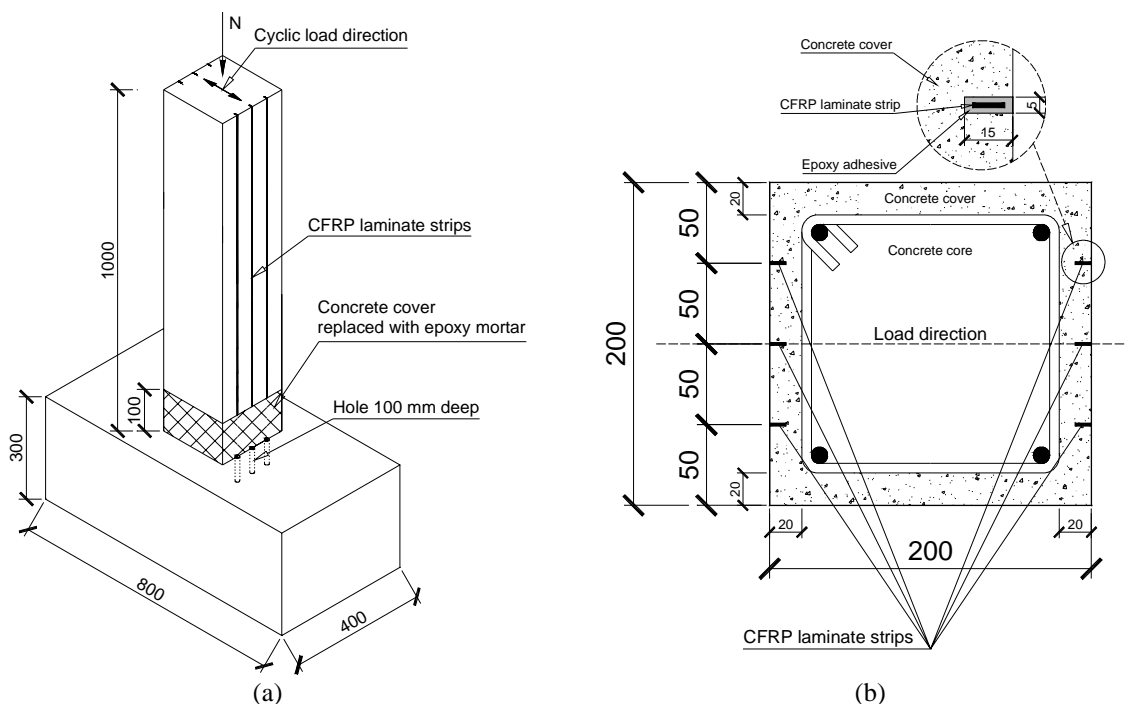 N
Cyclic load direction
1000
CFRP laminate strips
Concrete cover
replaced with epoxy mortar
100
Hole 100 mm deep
300
800
400
(a)
Concrete cover
CFRP laminate strip
5
15
Epoxy adhesive
20
Concrete cover
50
Concrete core
50
200
Load direction
50
50
20
20
20
200
CFRP laminate strips
(b)